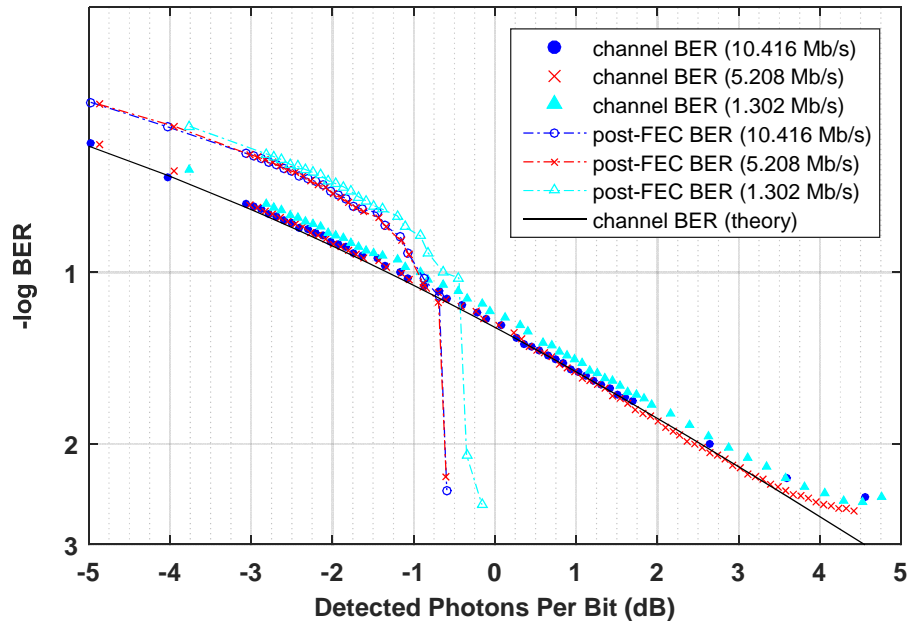 channel BER (10.416 Mb/s)
channel BER (5.208 Mb/s)
channel BER (1.302 Mb/s)
post-FEC BER (10.416 Mb/s)
post-FEC BER (5.208 Mb/s)
post-FEC BER (1.302 Mb/s)
channel BER (theory)
-log BER
1
2
3
-5 -4 -3 -2 -1 0 1 2 3 4 5
Detected Photons Per Bit (dB)